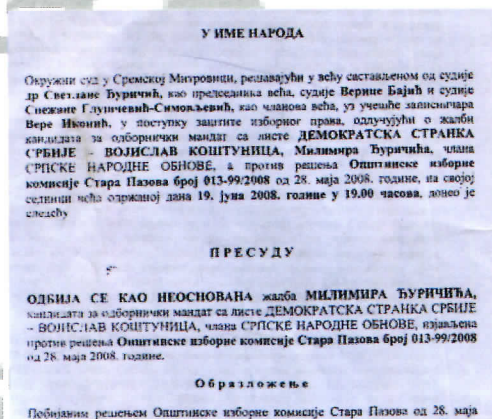 У ИМЕ НАРОДА
Окружни суд у Сремској Митровици, решавајући у већу састављеном од судије
др Светлане Ђуричић, као председника већа, судије Верице Бајић и судије
Снежане Глушчевић-Симовљевић, као чланова већа, уз учешће записничара
Вере Иконић, у поступку заштите изборног права, одлучујући о жалби
кандидата за одборнички мандат са листе ДЕМОКРАТСКА СТРАНКА
СРБИЈЕ - ВОЈИСЛАВ КОШТУНИЦА, Милимира Ђуричића, члана
СРПСКЕ НАРОДНЕ ОБНОВЕ, а против решења Општинске изборне
комисије Стара Пазова број 013-99/2008 од 28. маја 2008. године, на својој
седници већа одржаној дана 19. јуна 2008. године у 19.00 часова, донео је
следећу
ПРЕСУДУ
ОДБИЈА СЕ КАО НЕОСНОВАНА жалба МИЛИМИРА ЂУРИЧИЋА,
кандидата за одборнички мандат са листе ДЕМОКРАТСКА СТРАНКА СРБИЈЕ
- ВОЈИСЛАВ КОШТУНИЦА, члана СРПСКЕ НАРОДНЕ ОБНОВЕ, изјављена
против решења Општинске изборне комисије Стара Пазова број 013-99/2008
од 28. маја 2008. године.
Образложење
Побијаним решењем Општинске изборне комисије Стара Пазова од 28. маја